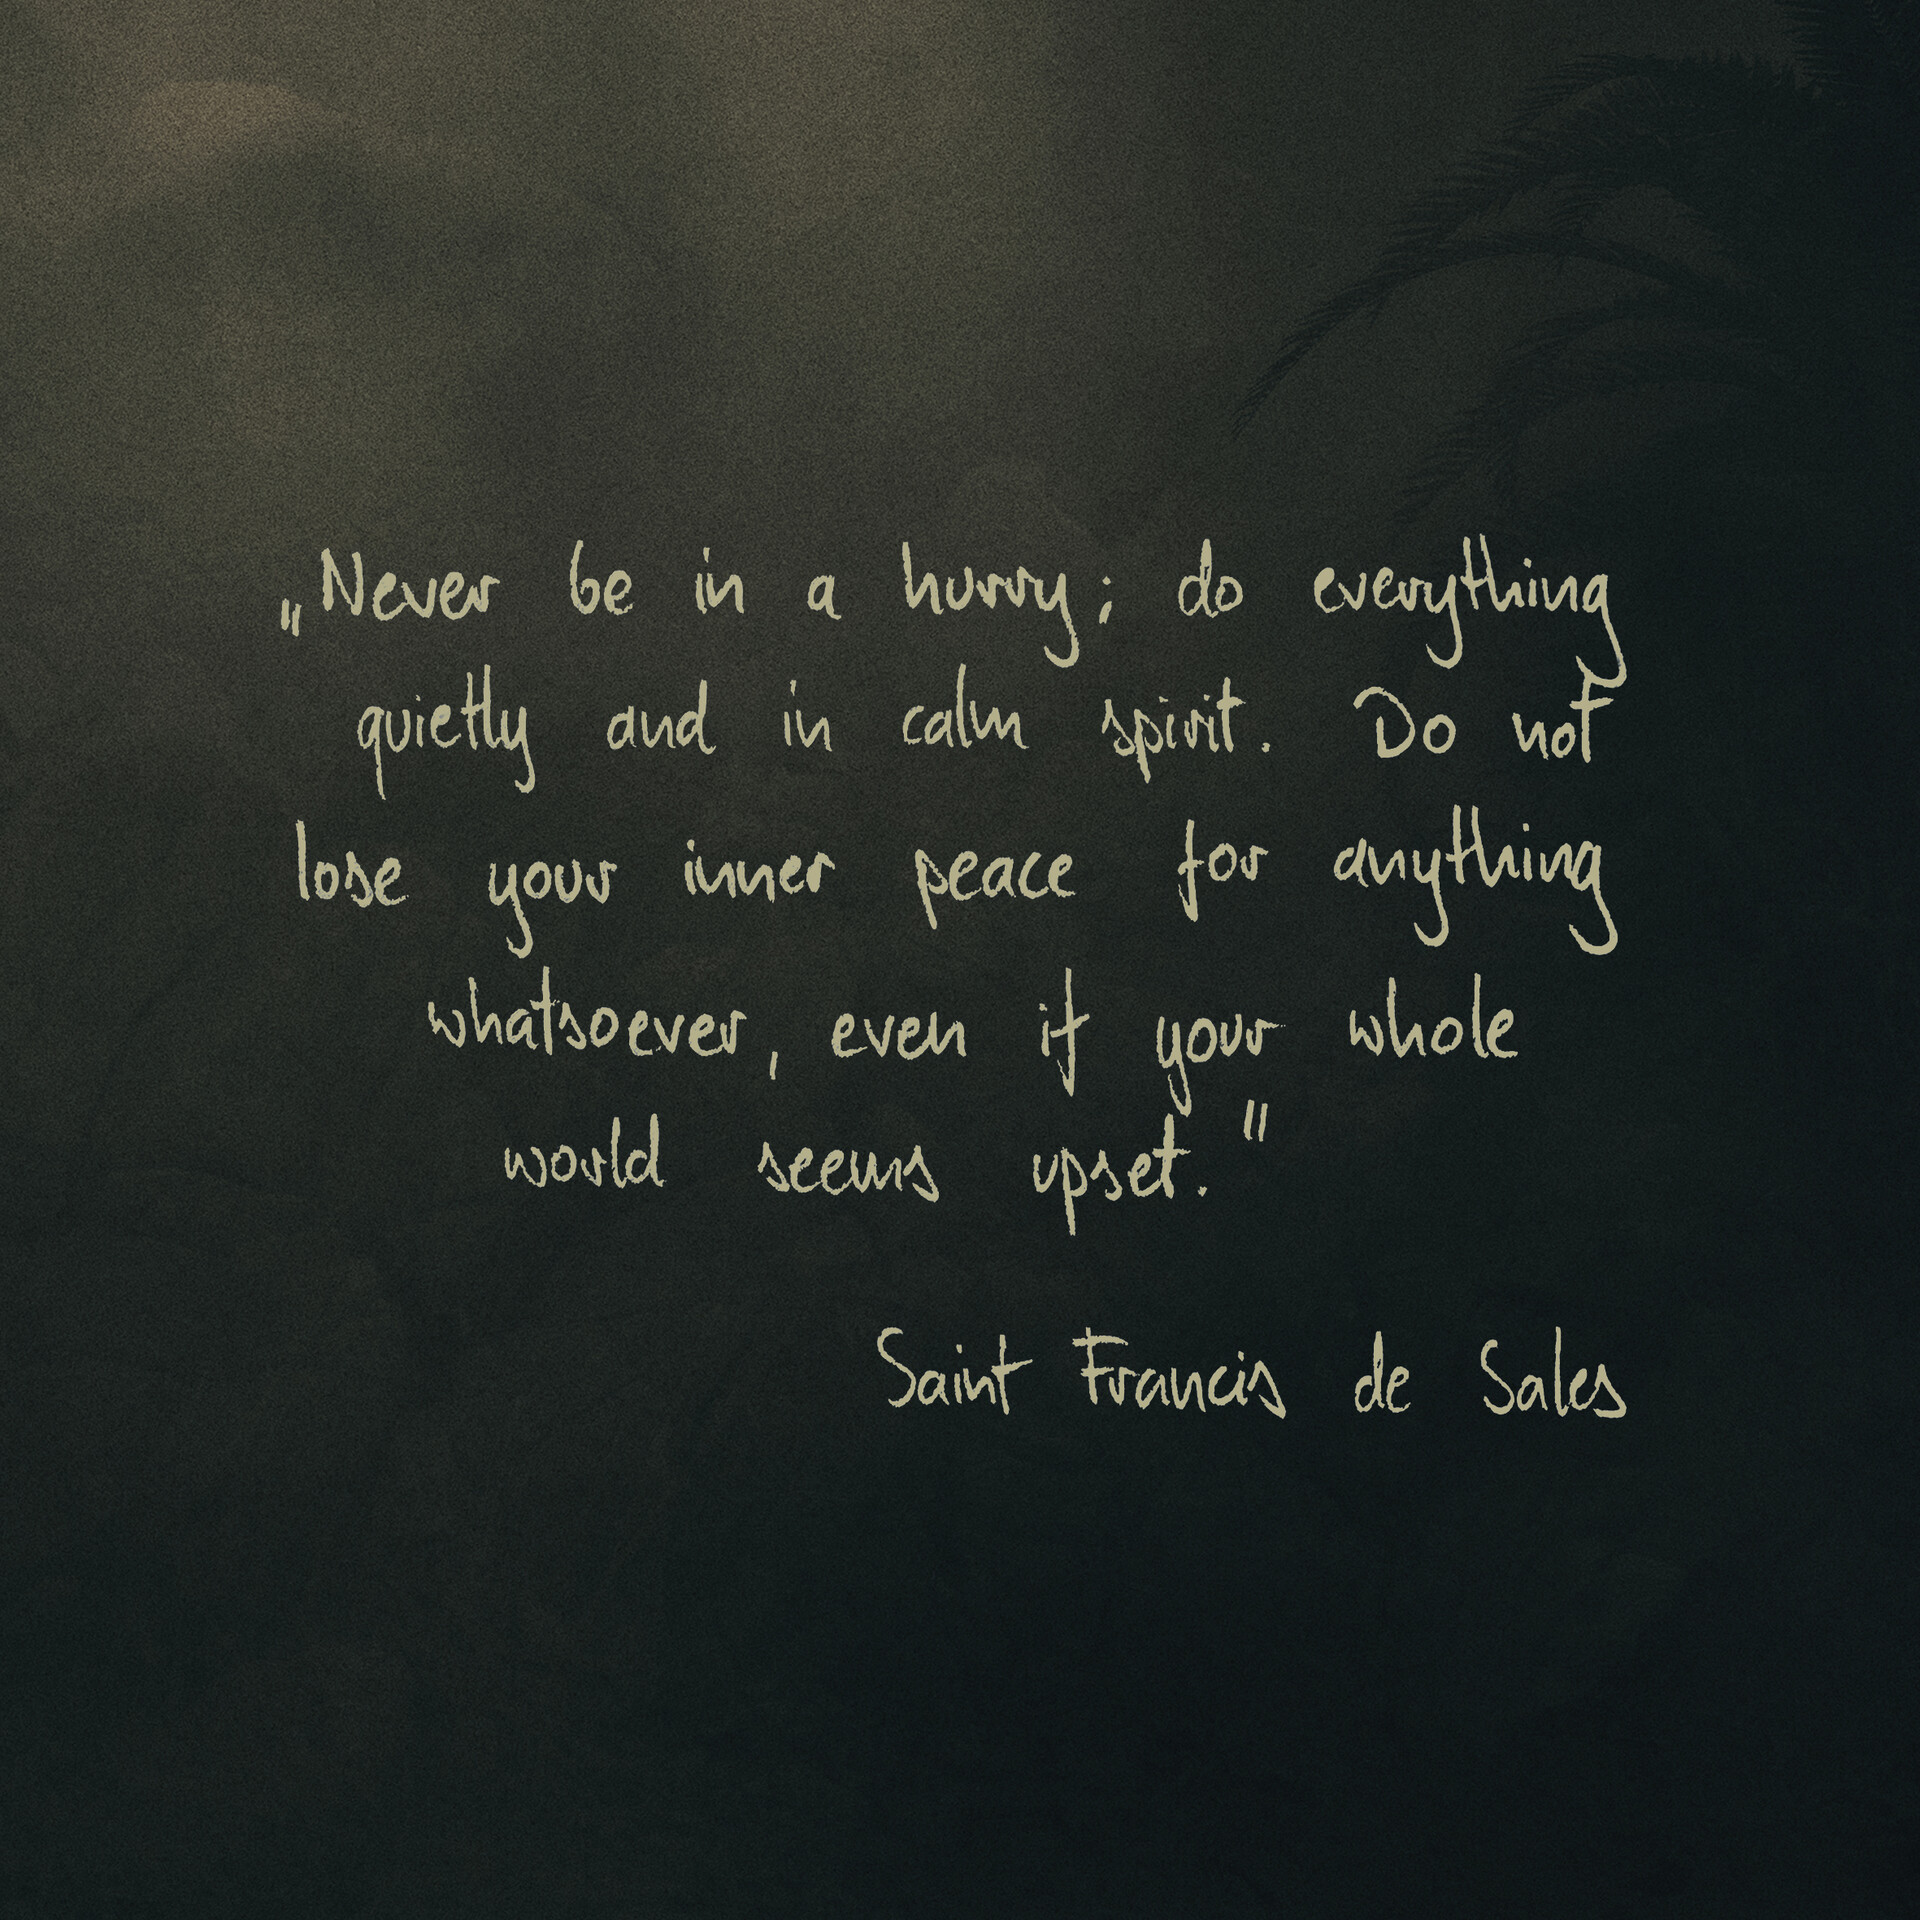 „Never be in a hurry; do everything
quietly and in calm spirit. Do not
lose your inner peace for anything
whatsoever, even if your whole
world seems upset."
Saint Francis de Sales